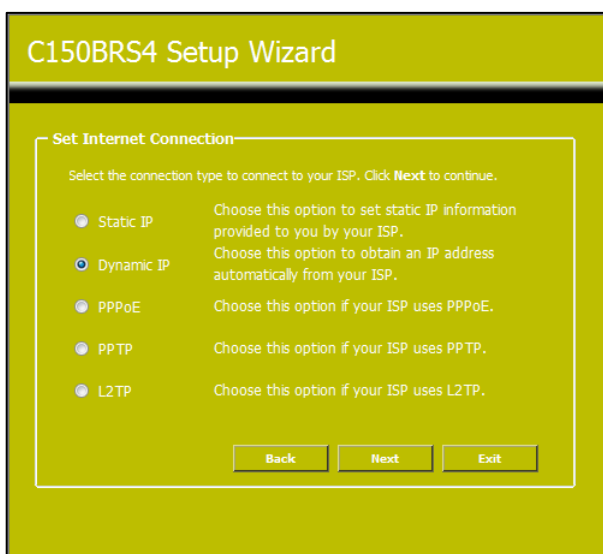 C150BRS4 Setup Wizard
Set Internet Connection
Select the connection type to connect to your ISP. Click Next to continue.
Static IP
Choose this option to set static IP information
provided to you by your ISP.
Dynamic IP
Choose this option to obtain an IP address
automatically from your ISP.
PPPoE
Choose this option if your ISP uses PPPoE.
PPTP
Choose this option if your ISP uses PPTP.
L2TP
Choose this option if your ISP uses L2TP.
Back
Next
Exit